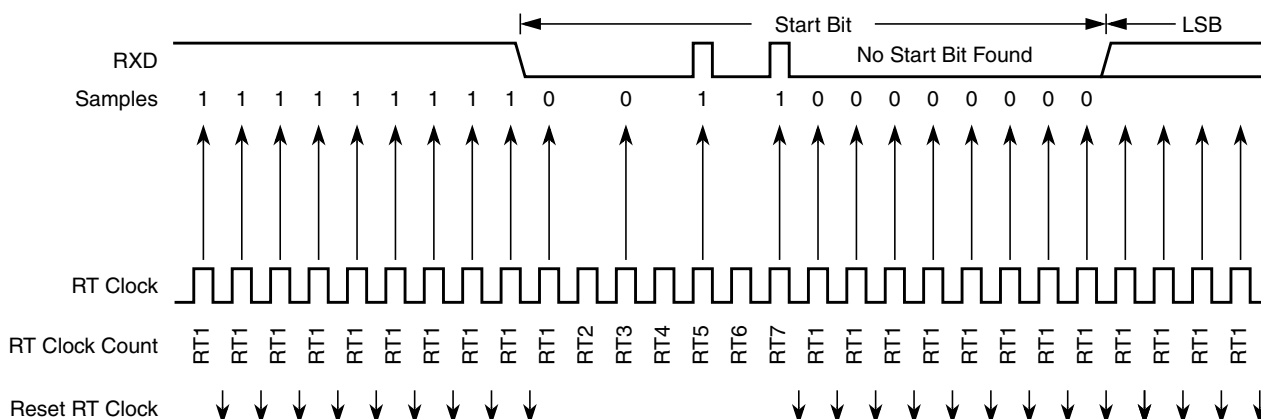 Start Bit LSB
RXD No Start Bit Found
Samples 1 1 1 1 1 1 1 1 1 0 0 1 1 0 0 0 0 0 0 0 0
RT Clock
RT Clock Count RT1 RT1 RT1 RT1 RT1 RT1 RT1 RT1 RT1 RT1 RT2 RT3 RT4 RT5 RT6 RT7 RT1 RT1 RT1 RT1 RT1 RT1 RT1 RT1 RT1 RT1 RT1 RT1
Reset RT Clock